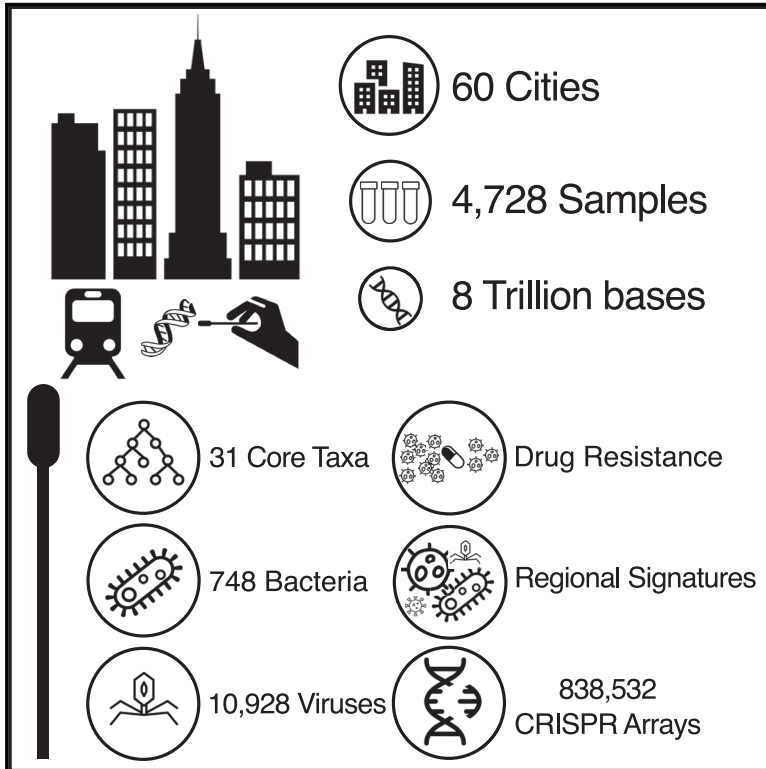 60 Cities
4,728 Samples
8 Trillion bases
31 Core Taxa
Drug Resistance
748 Bacteria
Regional Signatures
10,928 Viruses
838,532
CRISPR Arrays